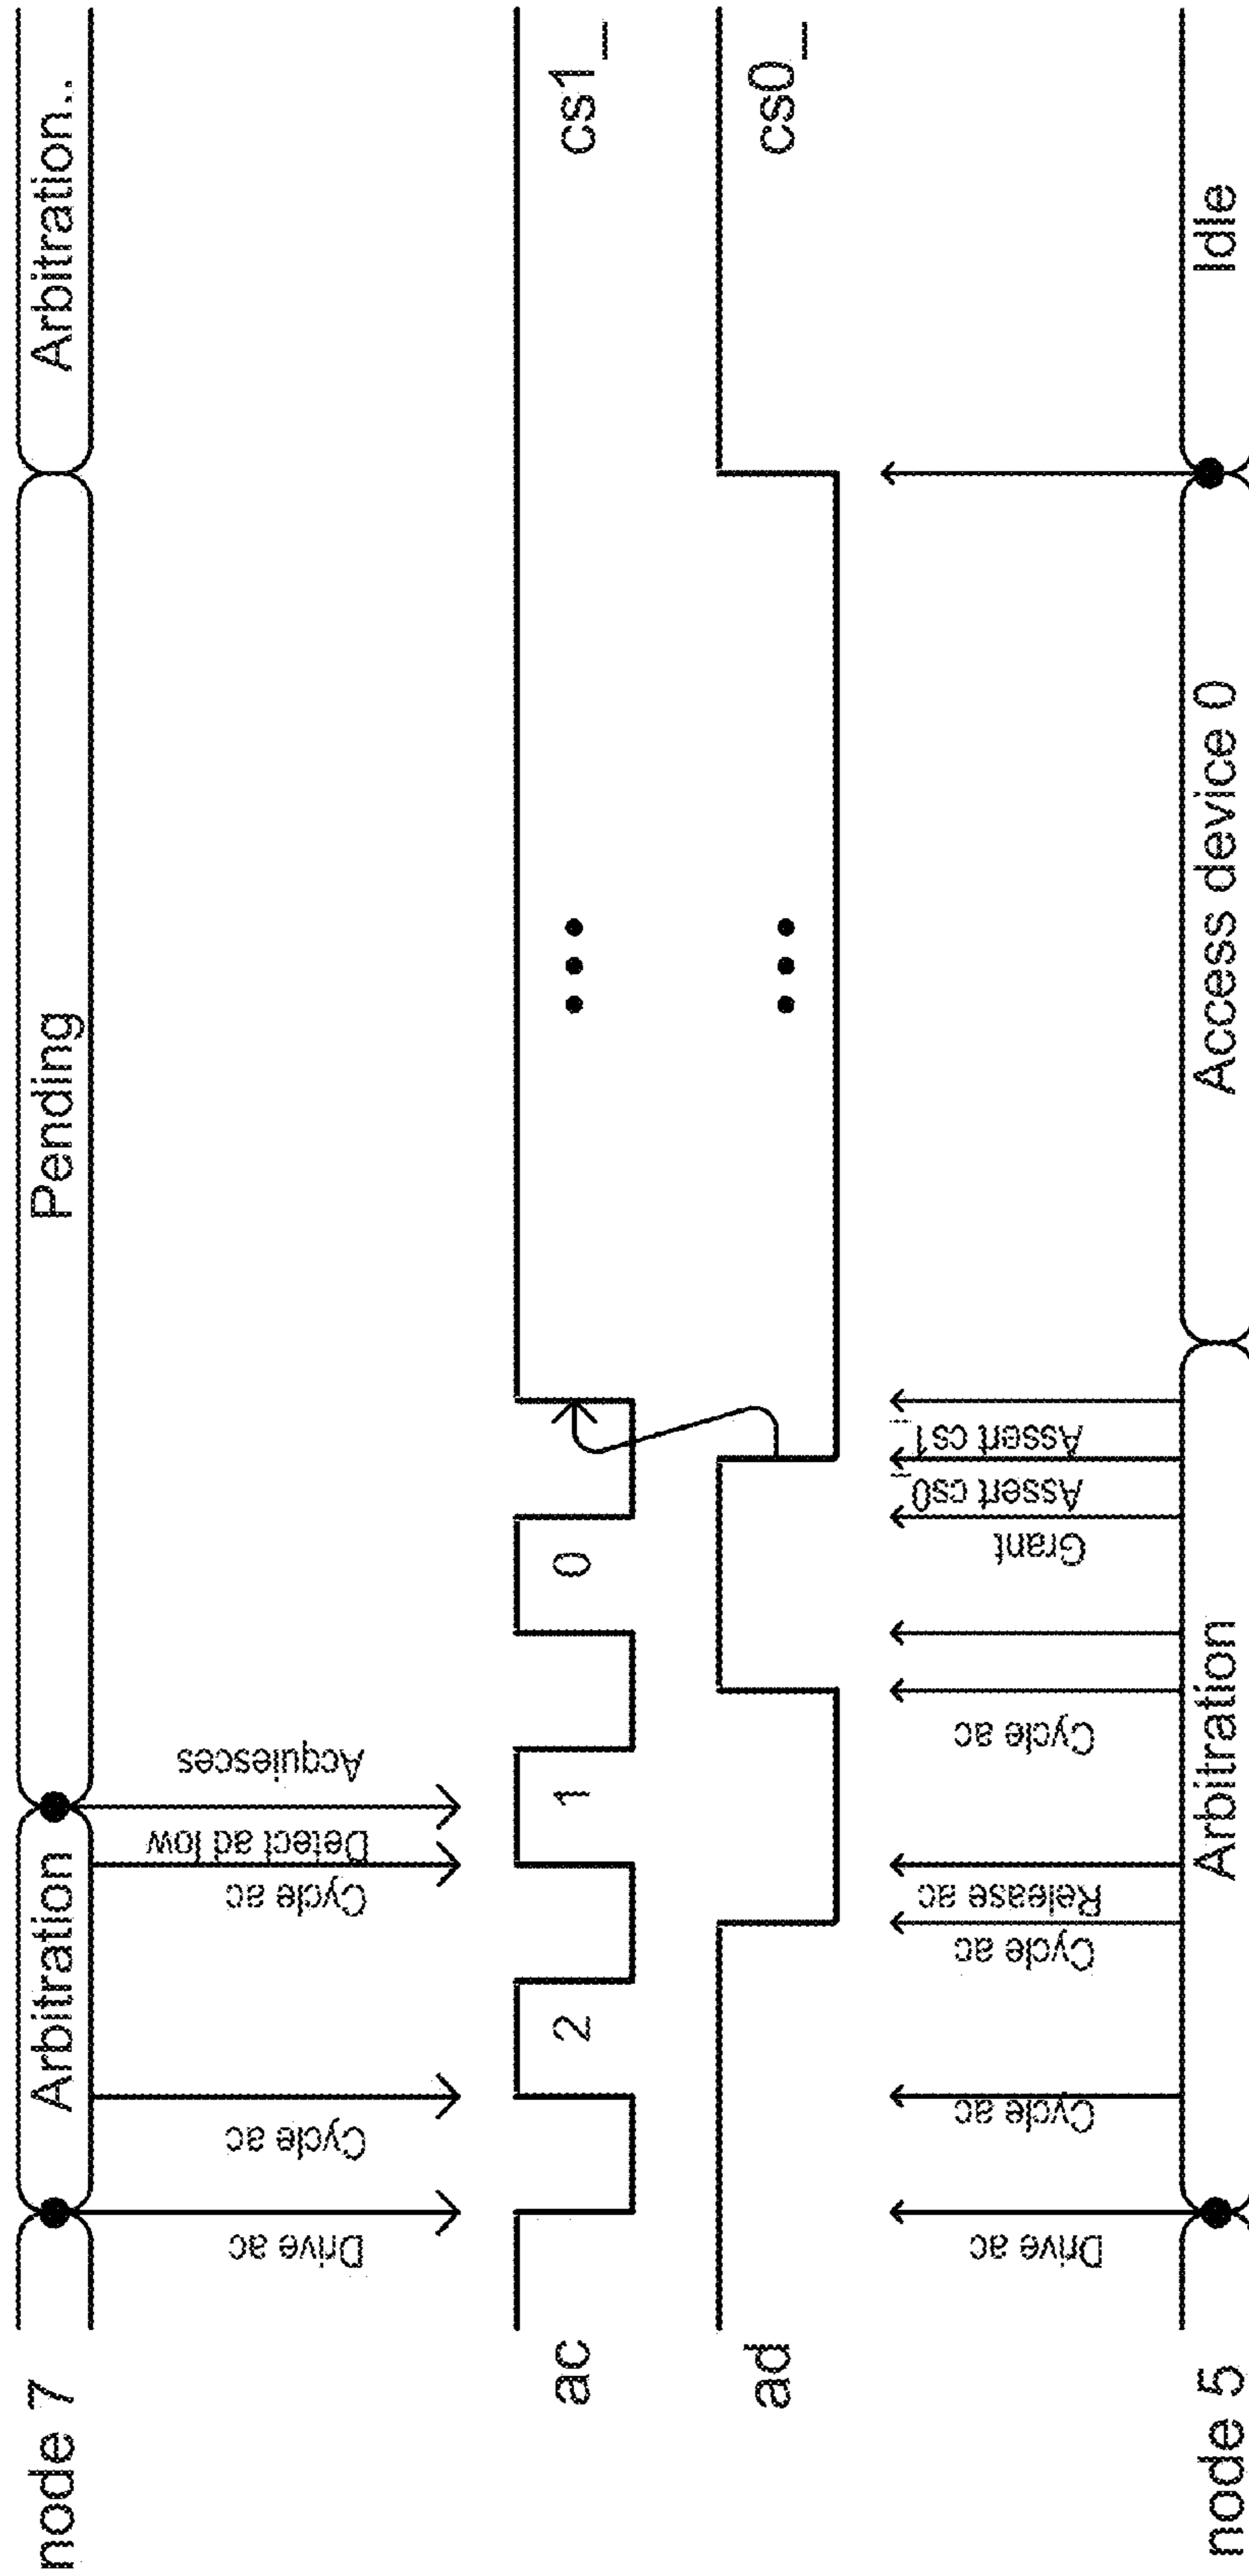 node 7
Arbitration
Pending
Arbitration..
Drive ac
Cycle ac
Cycle ac
Detect ad low
Acquiesces
ac
2
1
0
cs1_
ad
cs0_
Drive ac
Cycle ac
Cycle ac
Release ac
Cycle ac
Grant
Assert cs0_
Assert cs1_
node 5
Arbitration
Access device 0
Idle